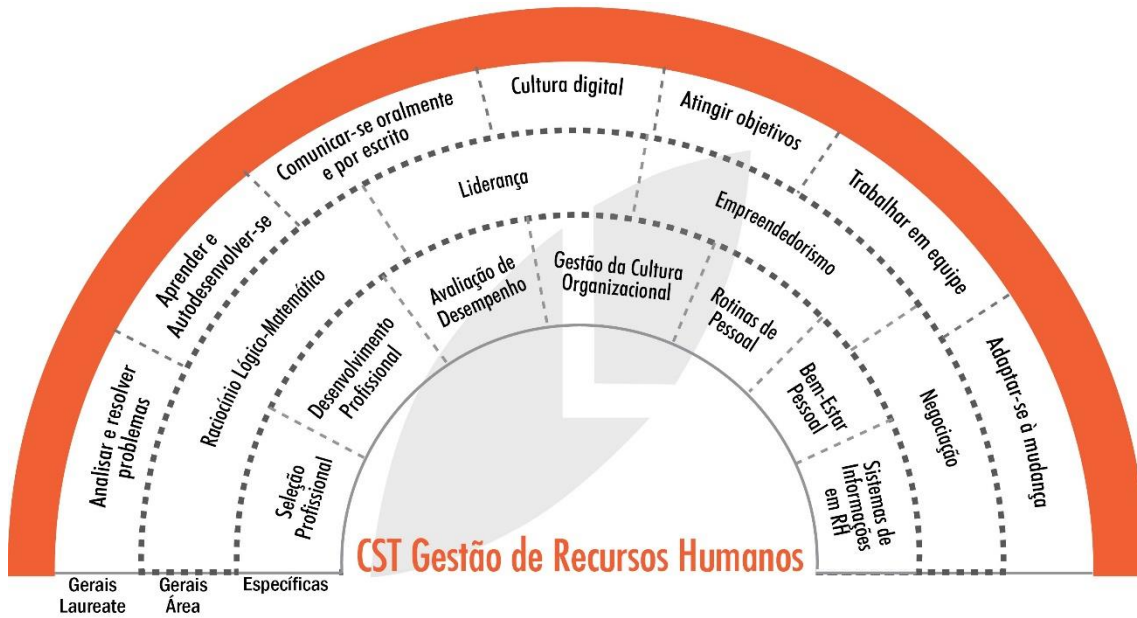 Analisar e resolver
problemas
Aprender e
Autodesenvolver-se
Comunicar-se oralmente
e por escrito
Cultura digital
Atingir objetivos
Trabalhar em equipe
Adaptar-se à mudança
Raciocínio Lógico-Matemático
Liderança
Empreendedorismo
Negociação
Seleção
Profissional
Desenvolvimento
Profissional
Avaliação de
Desempenho
Gestão da Cultura
Organizacional
Rotinas de
Pessoal
Bem-Estar
Pessoal
Sistemas de
Informações
em RH
CST Gestão de Recursos Humanos
Gerais
Laureate
Gerais
Área
Específicas